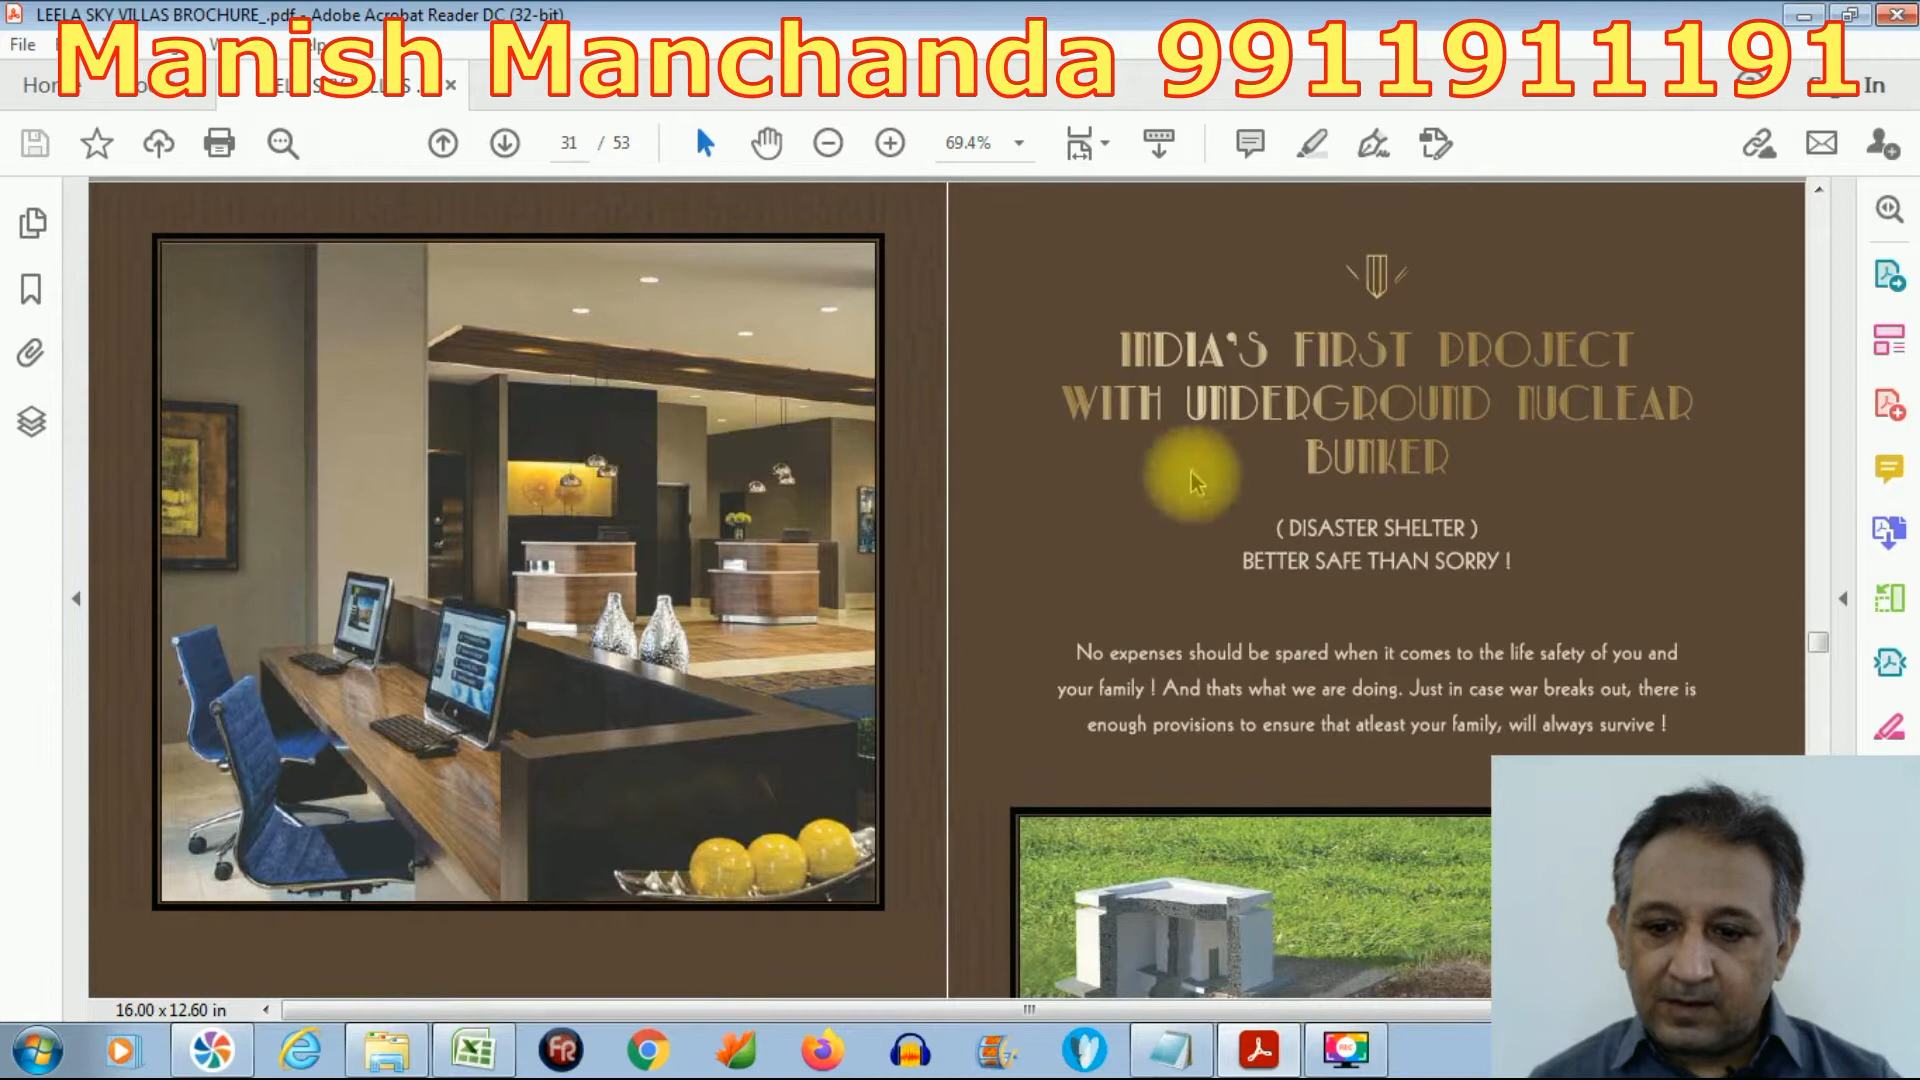 LEELA SKY VILLAS BROCHURE_.pdf - Adobe Acrobat Reader DC (32-bit)
Manish Manchanda 9911911191
File
In
31 / 53
69.4%
INDIA'S FIRST PROJECT
WITH UNDERGROUND NUCLEAR
BUNKER
( DISASTER SHELTER )
BETTER SAFE THAN SORRY !
No expenses should be spared when it comes to the life safety of you and
your family ! And thats what we are doing. Just in case war breaks out, there is
enough provisions to ensure that atleast your family, will always survive !
16.00 x 12.60 in
FR
REC